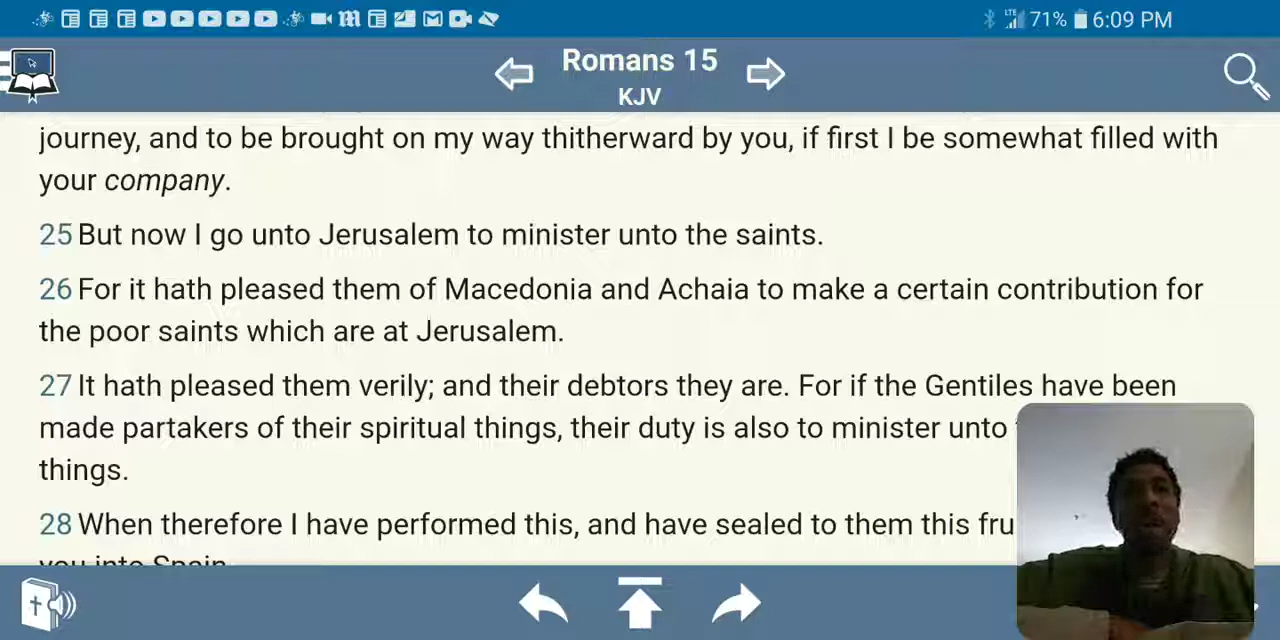 LTE 71% 6:09 PM
Romans 15
KJV
journey, and to be brought on my way thitherward by you, if first I be somewhat filled with
your company.
25 But now I go unto Jerusalem to minister unto the saints.
26 For it hath pleased them of Macedonia and Achaia to make a certain contribution for
the poor saints which are at Jerusalem.
27 It hath pleased them verily; and their debtors they are. For if the Gentiles have been
made partakers of their spiritual things, their duty is also to minister unto
things.
28 When therefore I have performed this, and have sealed to them this fru
you into Spain.